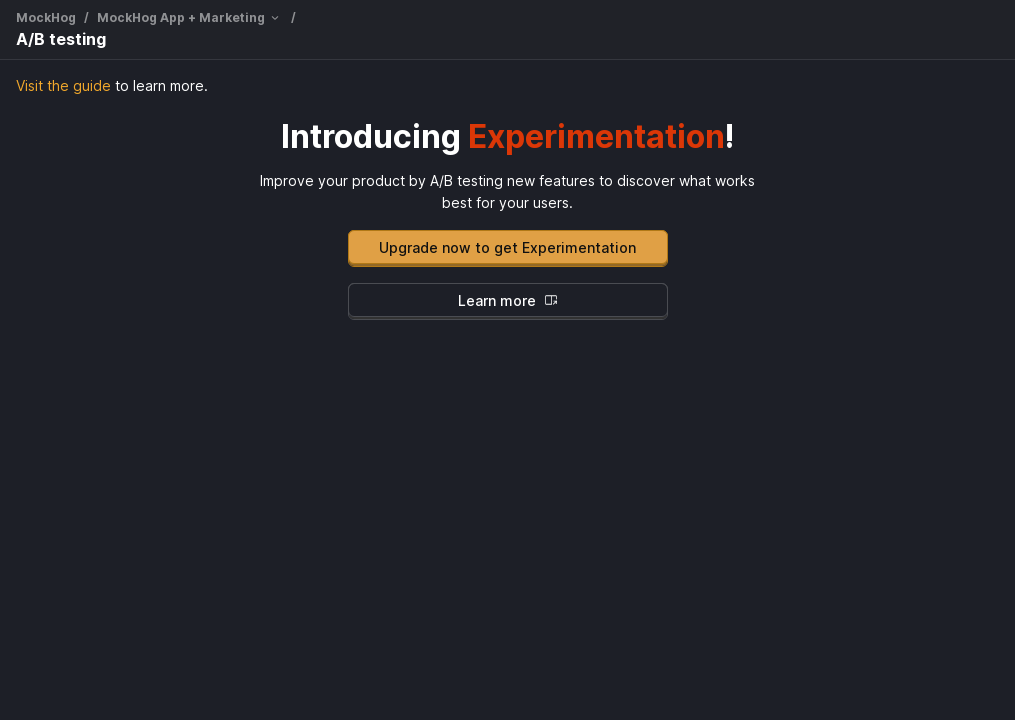 MockHog / MockHog App + Marketing /
A/B testing
Visit the guide to learn more.
Introducing Experimentation!
Improve your product by A/B testing new features to discover what works
best for your users.
Upgrade now to get Experimentation
Learn more